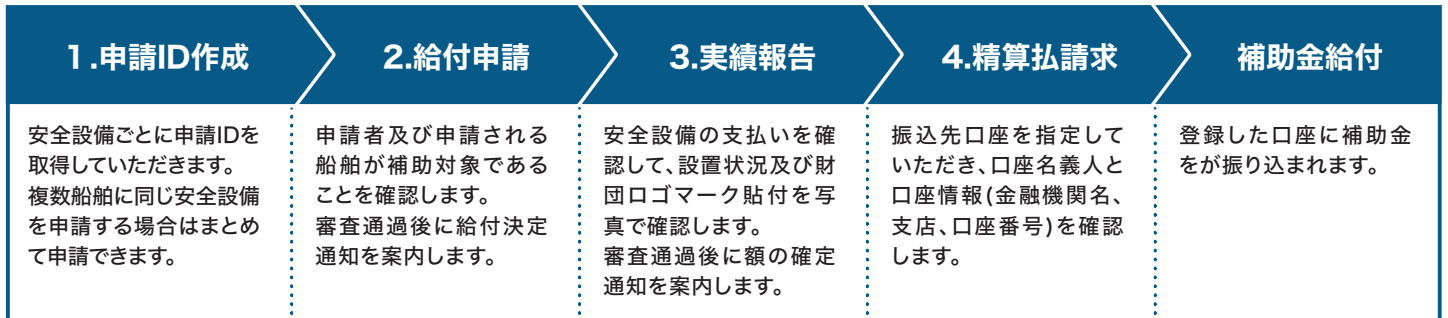 1.申請ID作成
2.給付申請
3.実績報告
4.精算払請求
補助金給付
安全設備ごとに申請IDを
取得していただきます。
複数船舶に同じ安全設備
を申請する場合はまとめ
て申請できます。
申請者及び申請される
船舶が補助対象である
ことを確認します。
審査通過後に給付決定
通知を案内します。
安全設備の支払いを確
認して、設置状況及び財
団ロゴマーク貼付を写
真で確認します。
審査通過後に額の確定
通知を案内します。
振込先口座を指定して
いただき、口座名義人と
口座情報(金融機関名、
支店、口座番号)を確認
します。
登録した口座に補助金
をが振り込まれます。